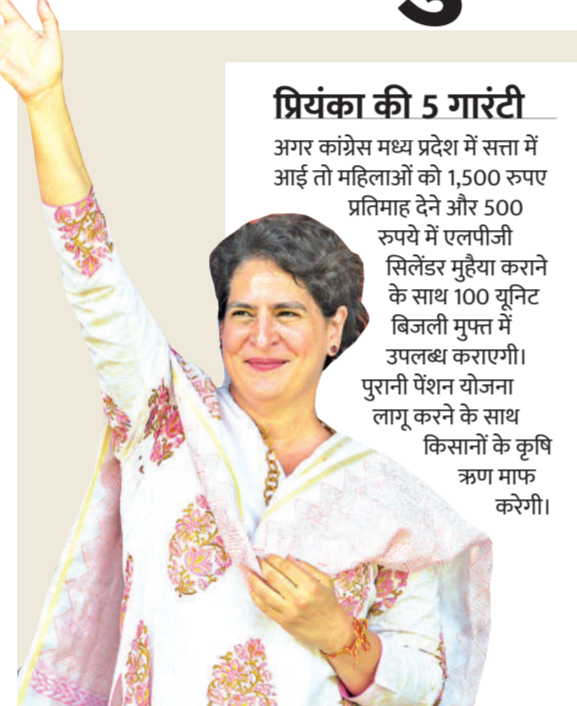 प्रियंका की 5 गारंटी
अगर कांग्रेस मध्य प्रदेश में सत्ता में
आई तो महिलाओं को 1,500 रुपए
प्रतिमाह देने और 500
रुपये में एलपीजी
सिलेंडर मुहैया कराने
के साथ 100 यूनिट
बिजली मुफ्त में
उपलब्ध कराएगी।
पुरानी पेंशन योजना
लागू करने के साथ
किसानों के कृषि
ऋण माफ
करेगी।